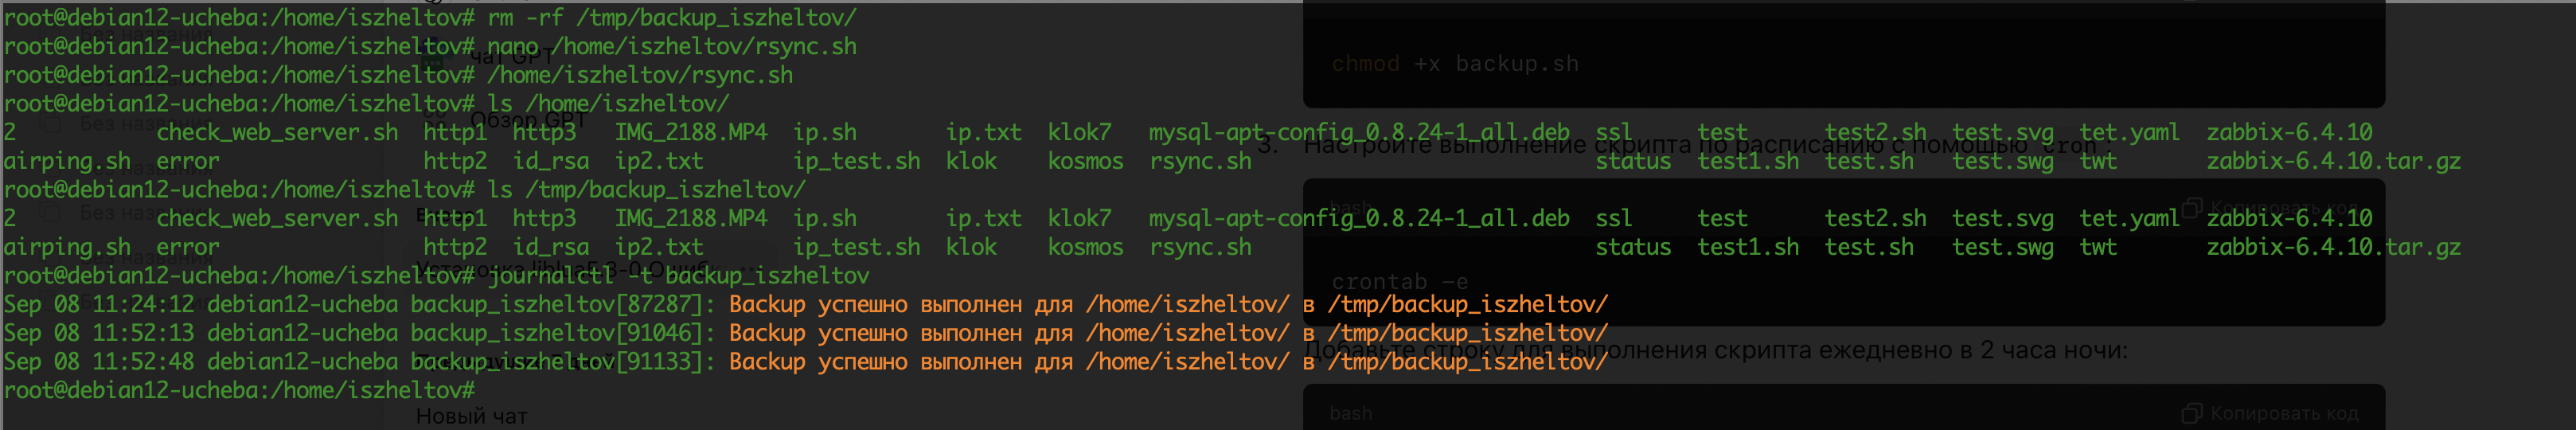 root@debian12-ucheba:/home/iszheltov# rm -rf /tmp/backup_iszheltov/
root@debian12-ucheba:/home/iszheltov# nano /home/iszheltov/rsync.sh
чат GPT
chmod +x backup.sh
root@debian12-ucheba:/home/iszheltov# /home/iszheltov/rsync.sh
root@debian12-ucheba:/home/iszheltov# ls /home/iszheltov/
Без названия
Обзор GPT
2 check_web_server.sh http1 http3 IMG_2188.MP4 ip.sh ip.txt klok7 mysql-apt-config_0.8.24-1_all.deb ssl test test2.sh test.svg tet.yaml zabbix-6.4.10
3. Настройте выполнение скрипта по расписанию с помощью cron :
airping.sh error http2 id_rsa ip2.txt ip_test.sh klok kosmos rsync.sh status test1.sh test.sh test.swg twt zabbix-6.4.10.tar.gz
root@debian12-ucheba:/home/iszheltov# ls /tmp/backup_iszheltov/
Без названия
bash Копировать код
2 check_web_server.sh http1 http3 IMG_2188.MP4 ip.sh ip.txt klok7 mysql-apt-config_0.8.24-1_all.deb ssl test test2.sh test.svg tet.yaml zabbix-6.4.10
airping.sh error http2 id_rsa ip2.txt ip_test.sh klok kosmos rsync.sh status test1.sh test.sh test.swg twt zabbix-6.4.10.tar.gz
root@debian12-ucheba:/home/iszheltov# journalctl -t backup_iszheltov
crontab -e
Sep 08 11:24:12 debian12-ucheba backup_iszheltov[87287]: Backup успешно выполнен для /home/iszheltov/ в /tmp/backup_iszheltov/
Sep 08 11:52:13 debian12-ucheba backup_iszheltov[91046]: Backup успешно выполнен для /home/iszheltov/ в /tmp/backup_iszheltov/
Sep 08 11:52:48 debian12-ucheba backup_iszheltov[91133]: Backup успешно выполнен для /home/iszheltov/ в /tmp/backup_iszheltov/
Добавьте строку для выполнения скрипта ежедневно в 2 часа ночи:
root@debian12-ucheba:/home/iszheltov#
Новый чат
bash Копировать код